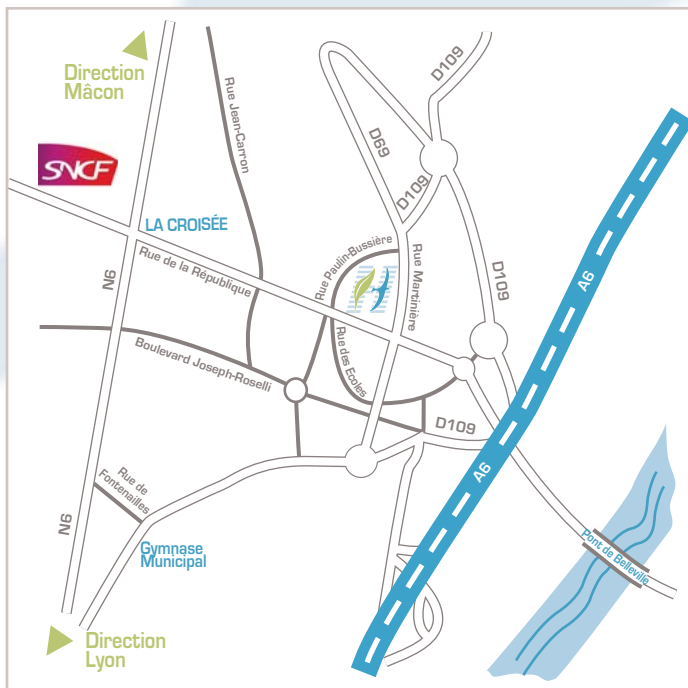 Direction
Mâcon
SNCF
Rue Jean-Carron
D109
D69
D109
LA CROISÉE
Rue de la République
N6
Rue Paulin-Bussière
Rue Martinière
D109
A6
Rue des Ecoles
Boulevard Joseph-Roselli
D109
A6
Rue de
Fontenailles
N6
Gymnase
Municipal
Pont de Belleville
Direction
Lyon